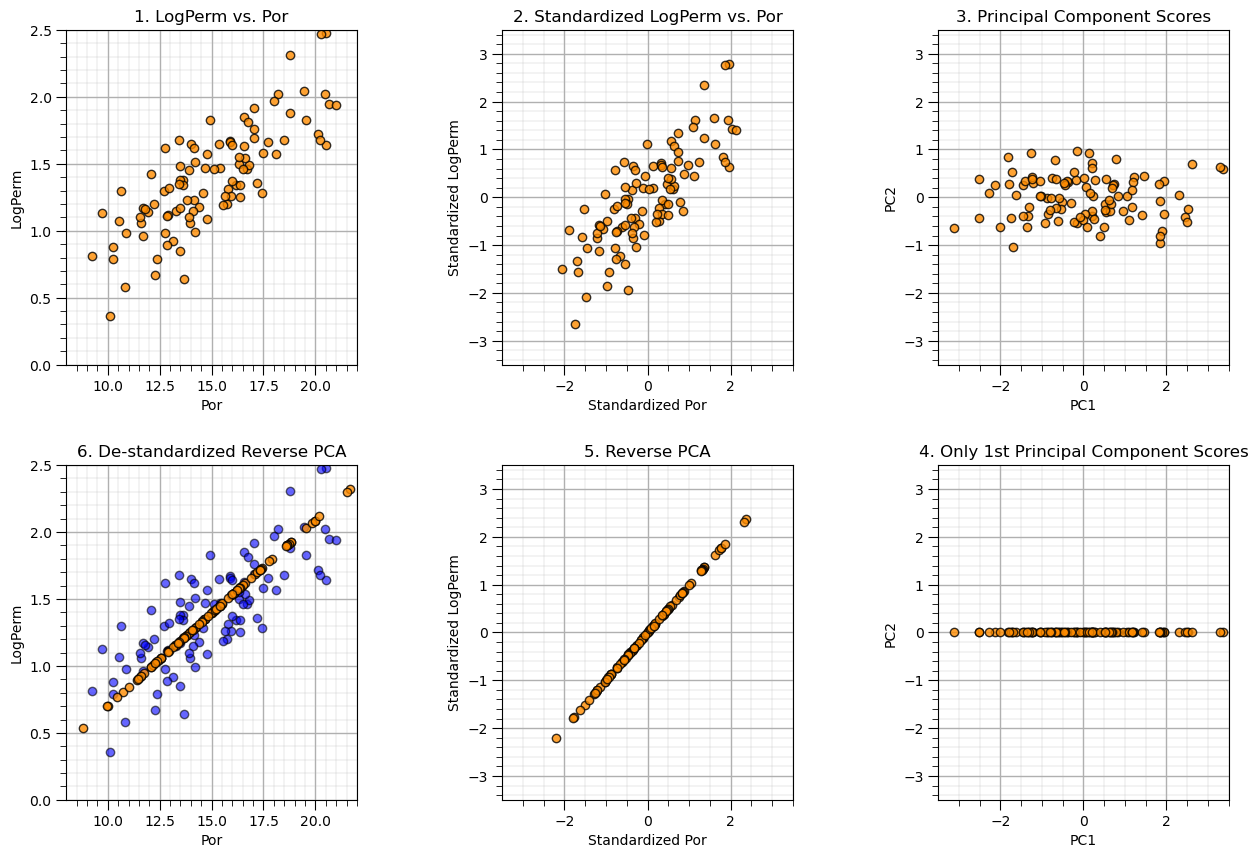 1. LogPerm vs. Por
2. Standardized LogPerm vs. Por
3. Principal Component Scores
2.5
2.0
1.5
1.0
0.5
0.0
LogPerm
10.0 12.5 15.0 17.5 20.0
Por
3
2
1
0
−1
−2
−3
Standardized LogPerm
−2 0 2
Standardized Por
3
2
1
0
−1
−2
−3
PC2
−2 0 2
PC1
6. De-standardized Reverse PCA
5. Reverse PCA
4. Only 1st Principal Component Scores
2.5
2.0
1.5
1.0
0.5
0.0
LogPerm
10.0 12.5 15.0 17.5 20.0
Por
3
2
1
0
−1
−2
−3
Standardized LogPerm
−2 0 2
Standardized Por
3
2
1
0
−1
−2
−3
PC2
−2 0 2
PC1